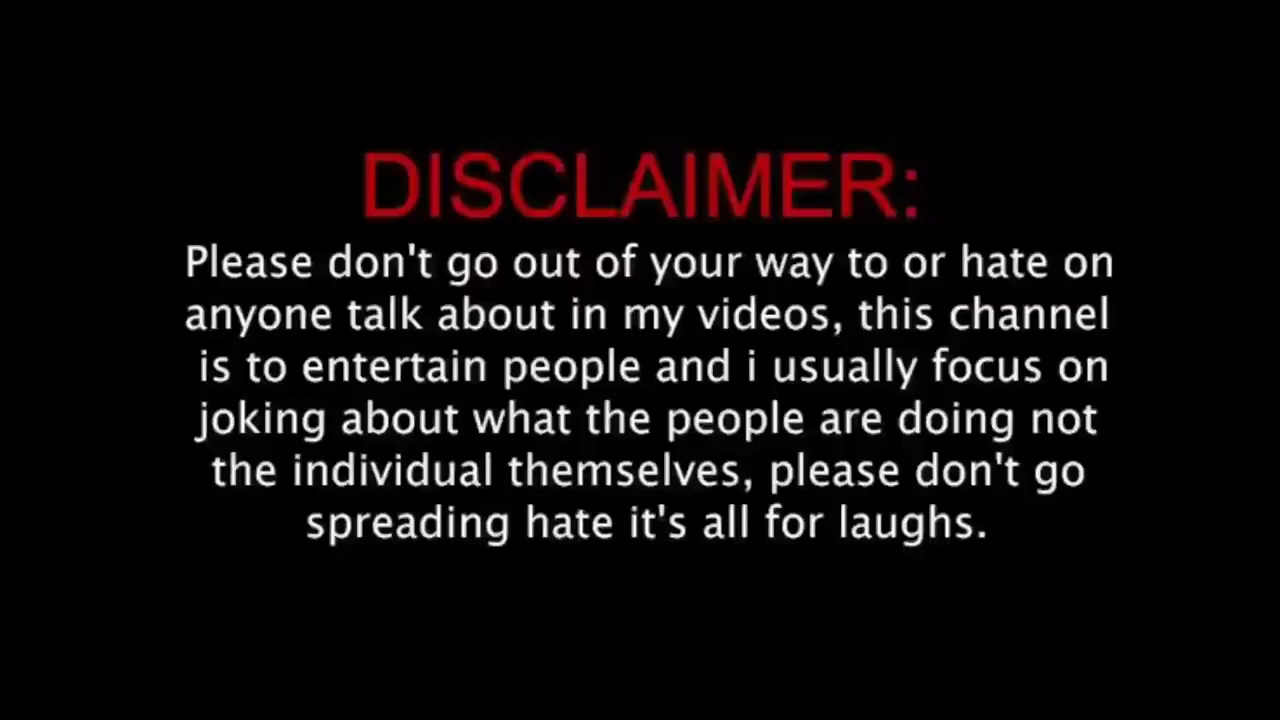 DISCLAIMER:
Please don't go out of your way to or hate on
anyone talk about in my videos, this channel
is to entertain people and i usually focus on
joking about what the people are doing not
the individual themselves, please don't go
spreading hate it's all for laughs.